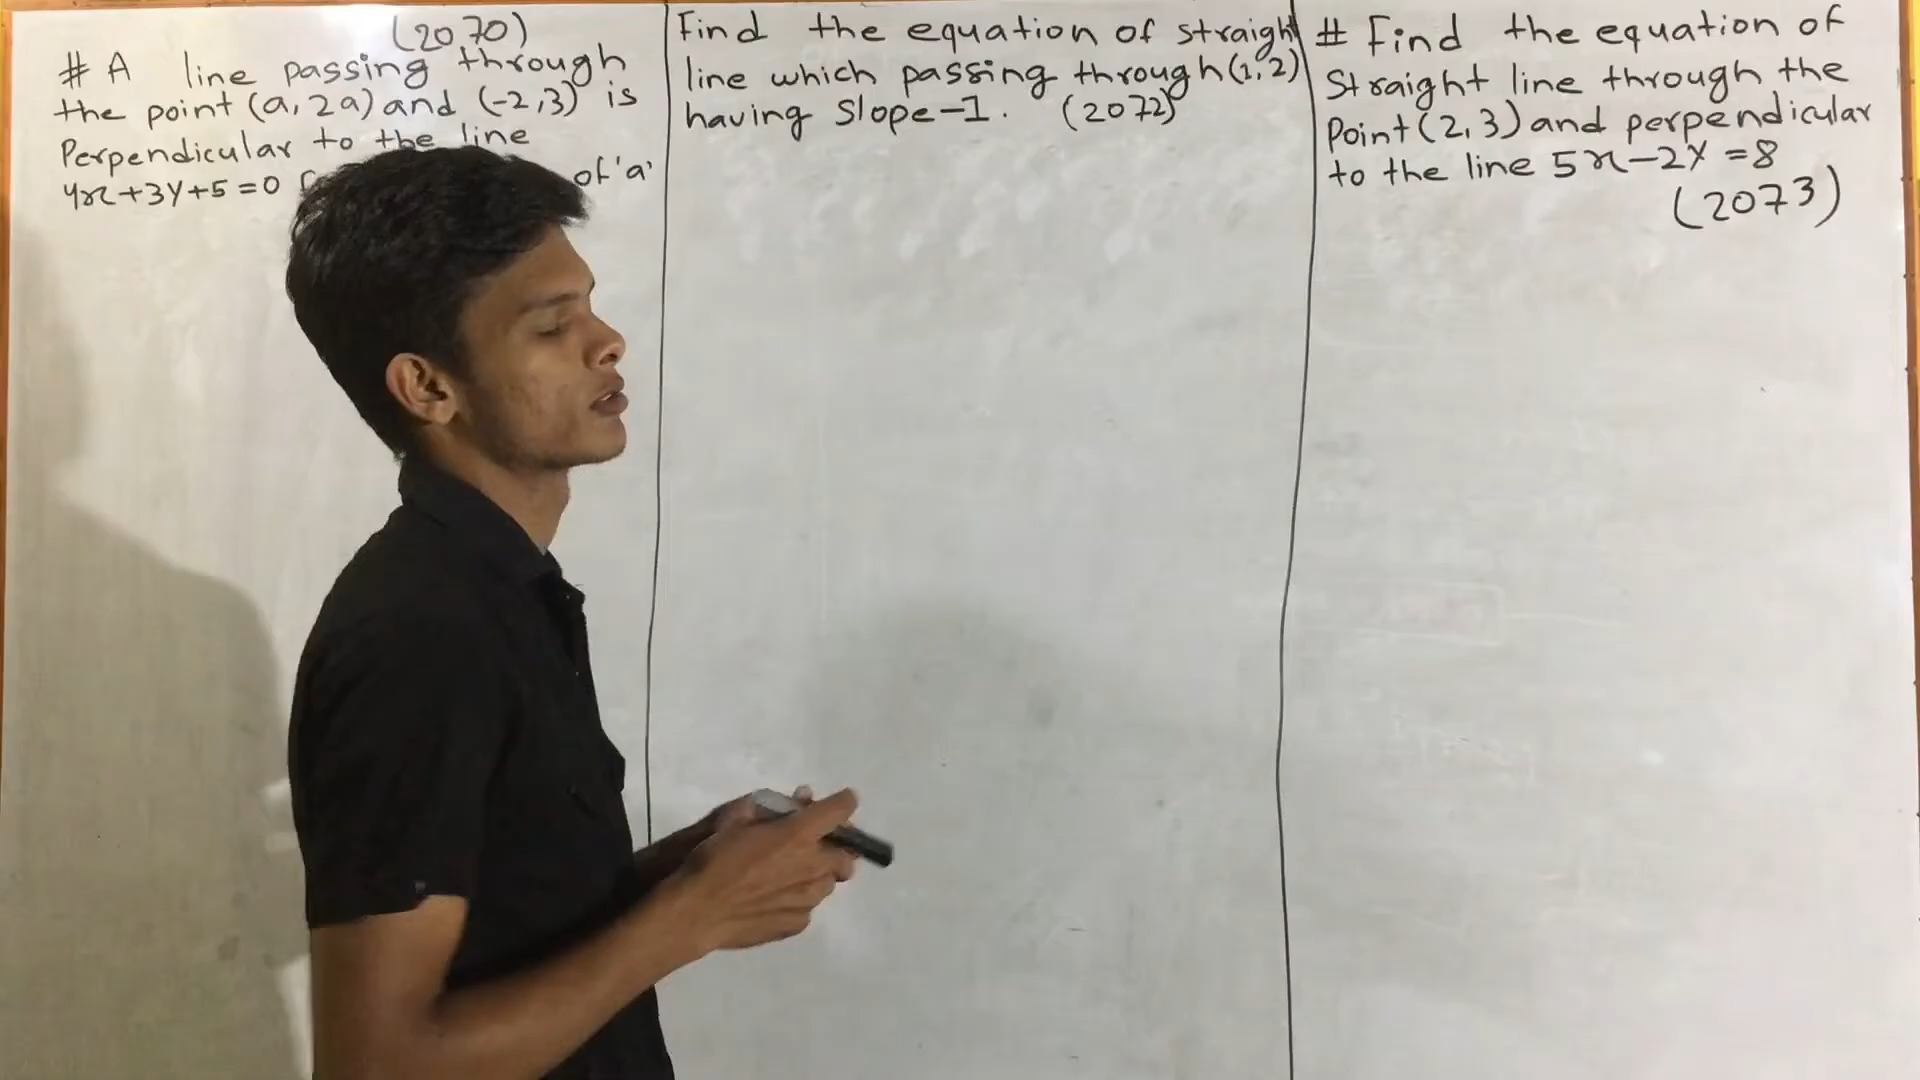 (2070)
# A line passing through
the point (a, 2a) and (-2,3) is
Perpendicular to the line
4x+3y+5=0 of 'a'
Find the equation of straight
line which passing through (1,2)
having Slope-1. (2072)
# Find the equation of
Straight line through the
Point (2,3) and perpendicular
to the line 5x-2y=8
(2073)